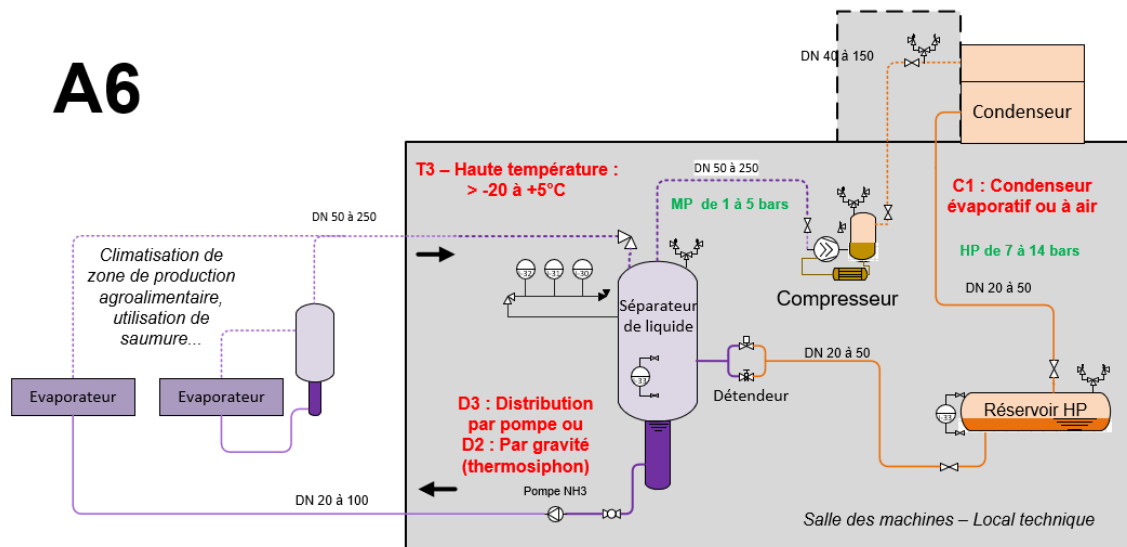 A6
DN 40 à 150
Condenseur
T3 – Haute température :
> -20 à +5°C
DN 50 à 250
MP de 1 à 5 bars
C1 : Condenseur
évaporatif ou à air
HP de 7 à 14 bars
DN 50 à 250
Climatisation de
zone de production
agroalimentaire,
utilisation de
saumure...
Séparateur
de liquide
Compresseur
DN 20 à 50
DN 20 à 50
Détendeur
Evaporateur
Evaporateur
Réservoir HP
D3 : Distribution
par pompe ou
D2 : Par gravité
(thermosiphon)
DN 20 à 100
Pompe NH3
Salle des machines – Local technique